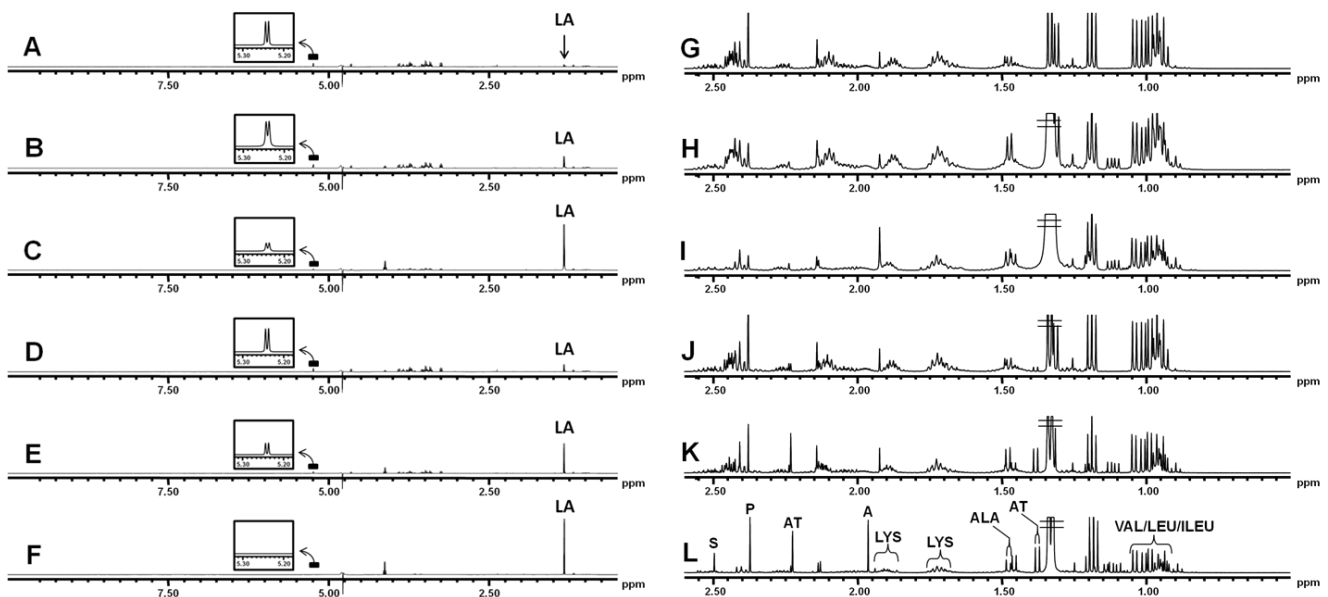 A
5.30 5.20
LA
7.50 5.00 2.50 ppm
B
5.30 5.20
LA
7.50 5.00 2.50 ppm
C
5.30 5.20
LA
7.50 5.00 2.50 ppm
D
5.30 5.20
LA
7.50 5.00 2.50 ppm
E
5.30 5.20
LA
7.50 5.00 2.50 ppm
F
5.30 5.20
LA
7.50 5.00 2.50 ppm
G
2.50 2.00 1.50 1.00 ppm
H
2.50 2.00 1.50 1.00 ppm
I
2.50 2.00 1.50 1.00 ppm
J
2.50 2.00 1.50 1.00 ppm
K
2.50 2.00 1.50 1.00 ppm
L
S P AT A LYS LYS ALA AT VAL/LEU/ILEU
2.50 2.00 1.50 1.00 ppm